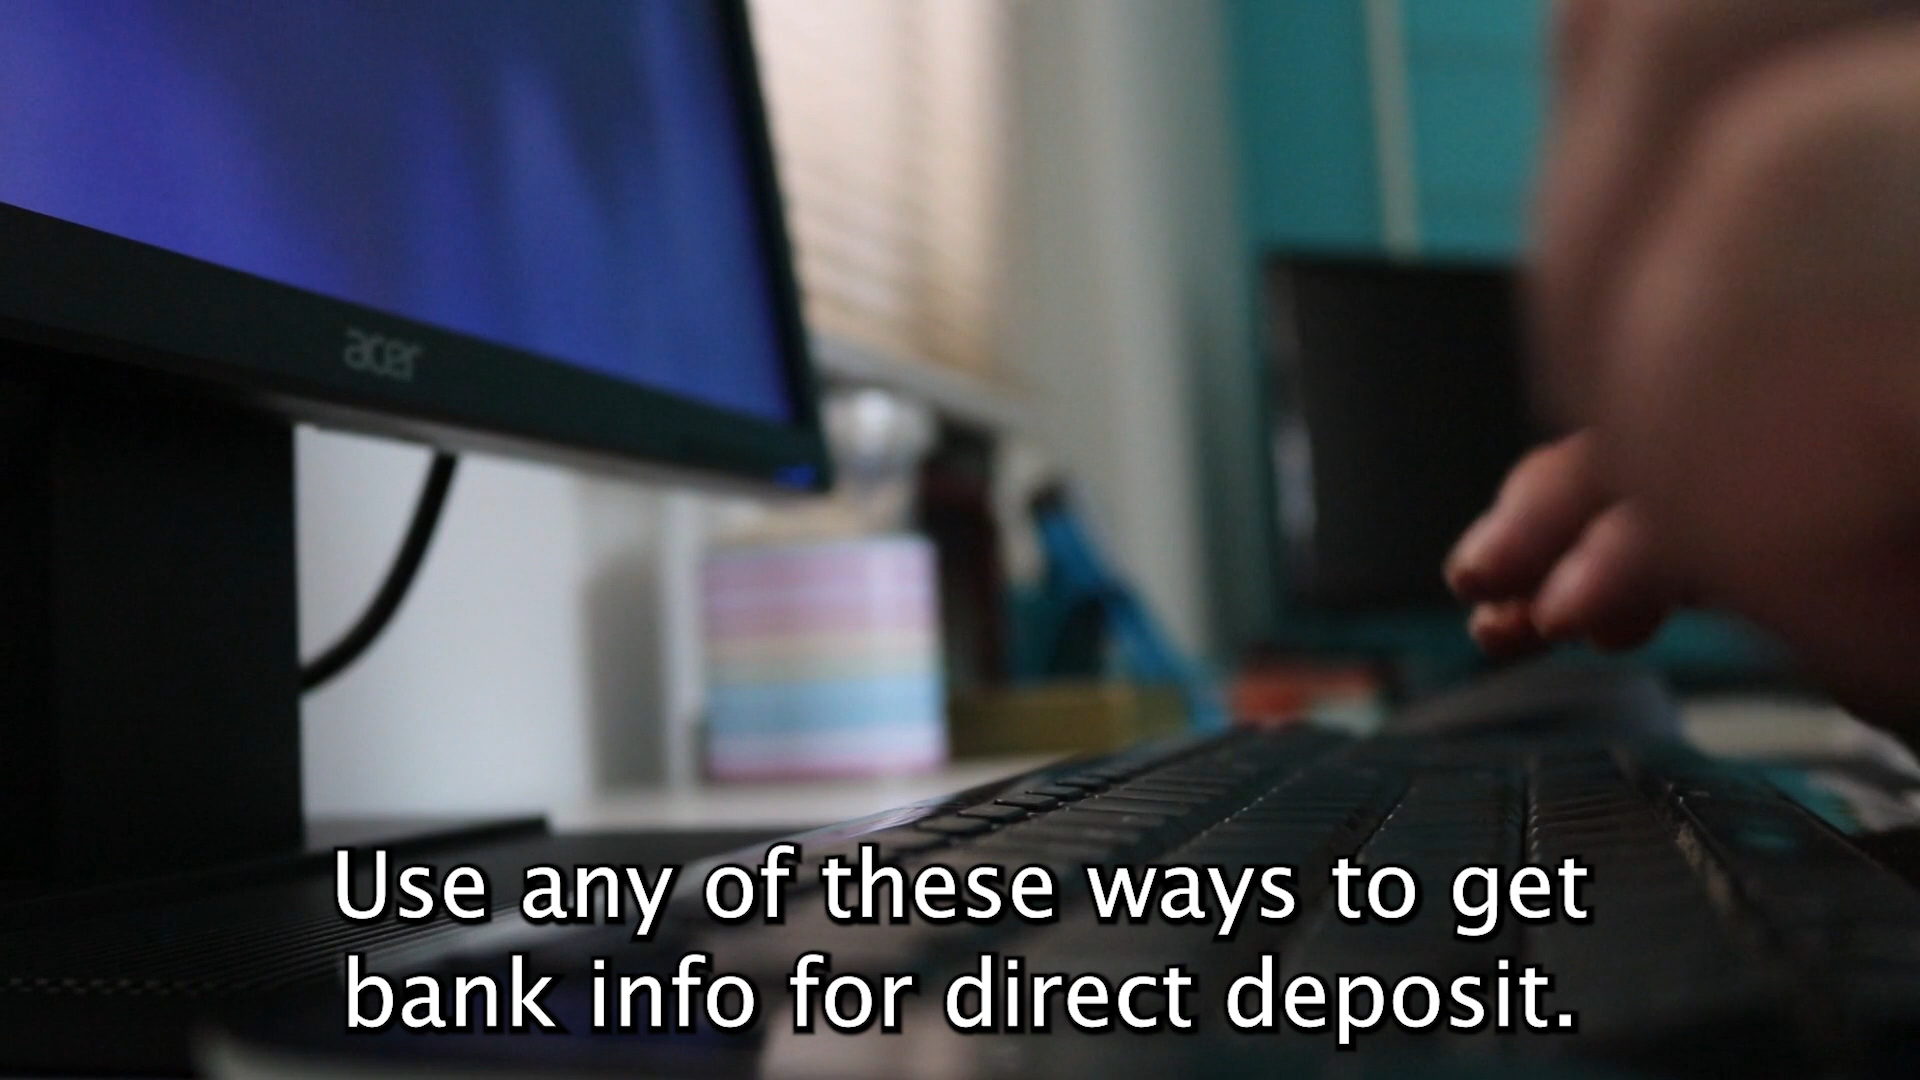 acer
Use any of these ways to get
bank info for direct deposit.